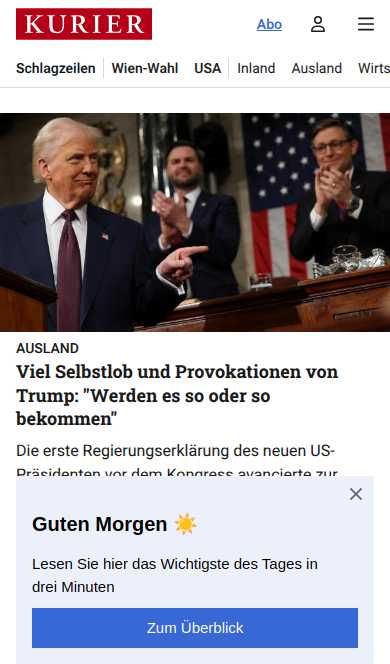 KURIER
Abo
Schlagzeilen
Wien-Wahl
USA
Inland
Ausland
Wirts
AUSLAND
Viel Selbstlob und Provokationen von
Trump: "Werden es so oder so
bekommen"
Die erste Regierungserklärung des neuen US-
Präsidenten vor dem Kongress avancierte zur
Guten Morgen ☀️
Lesen Sie hier das Wichtigste des Tages in
drei Minuten
Zum Überblick